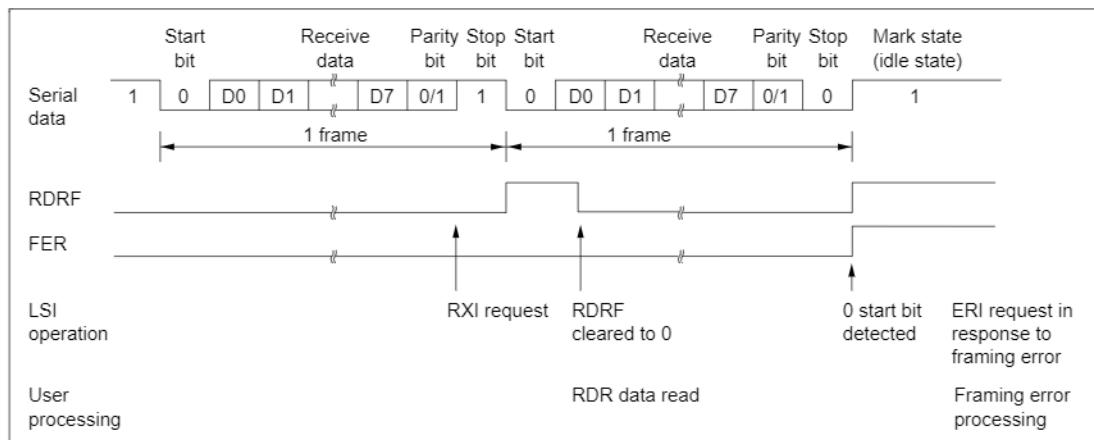 Start bit
Receive data
Parity bit
Stop bit
Start bit
Receive data
Parity bit
Stop bit
Mark state (idle state)
Serial data
1 0 D0 D1 D7 0/1 1 0 D0 D1 D7 0/1 0 1
1 frame 1 frame
RDRF
FER
LSI operation
RXI request
RDRF cleared to 0
0 start bit detected
ERI request in response to framing error
User processing
RDR data read
Framing error processing